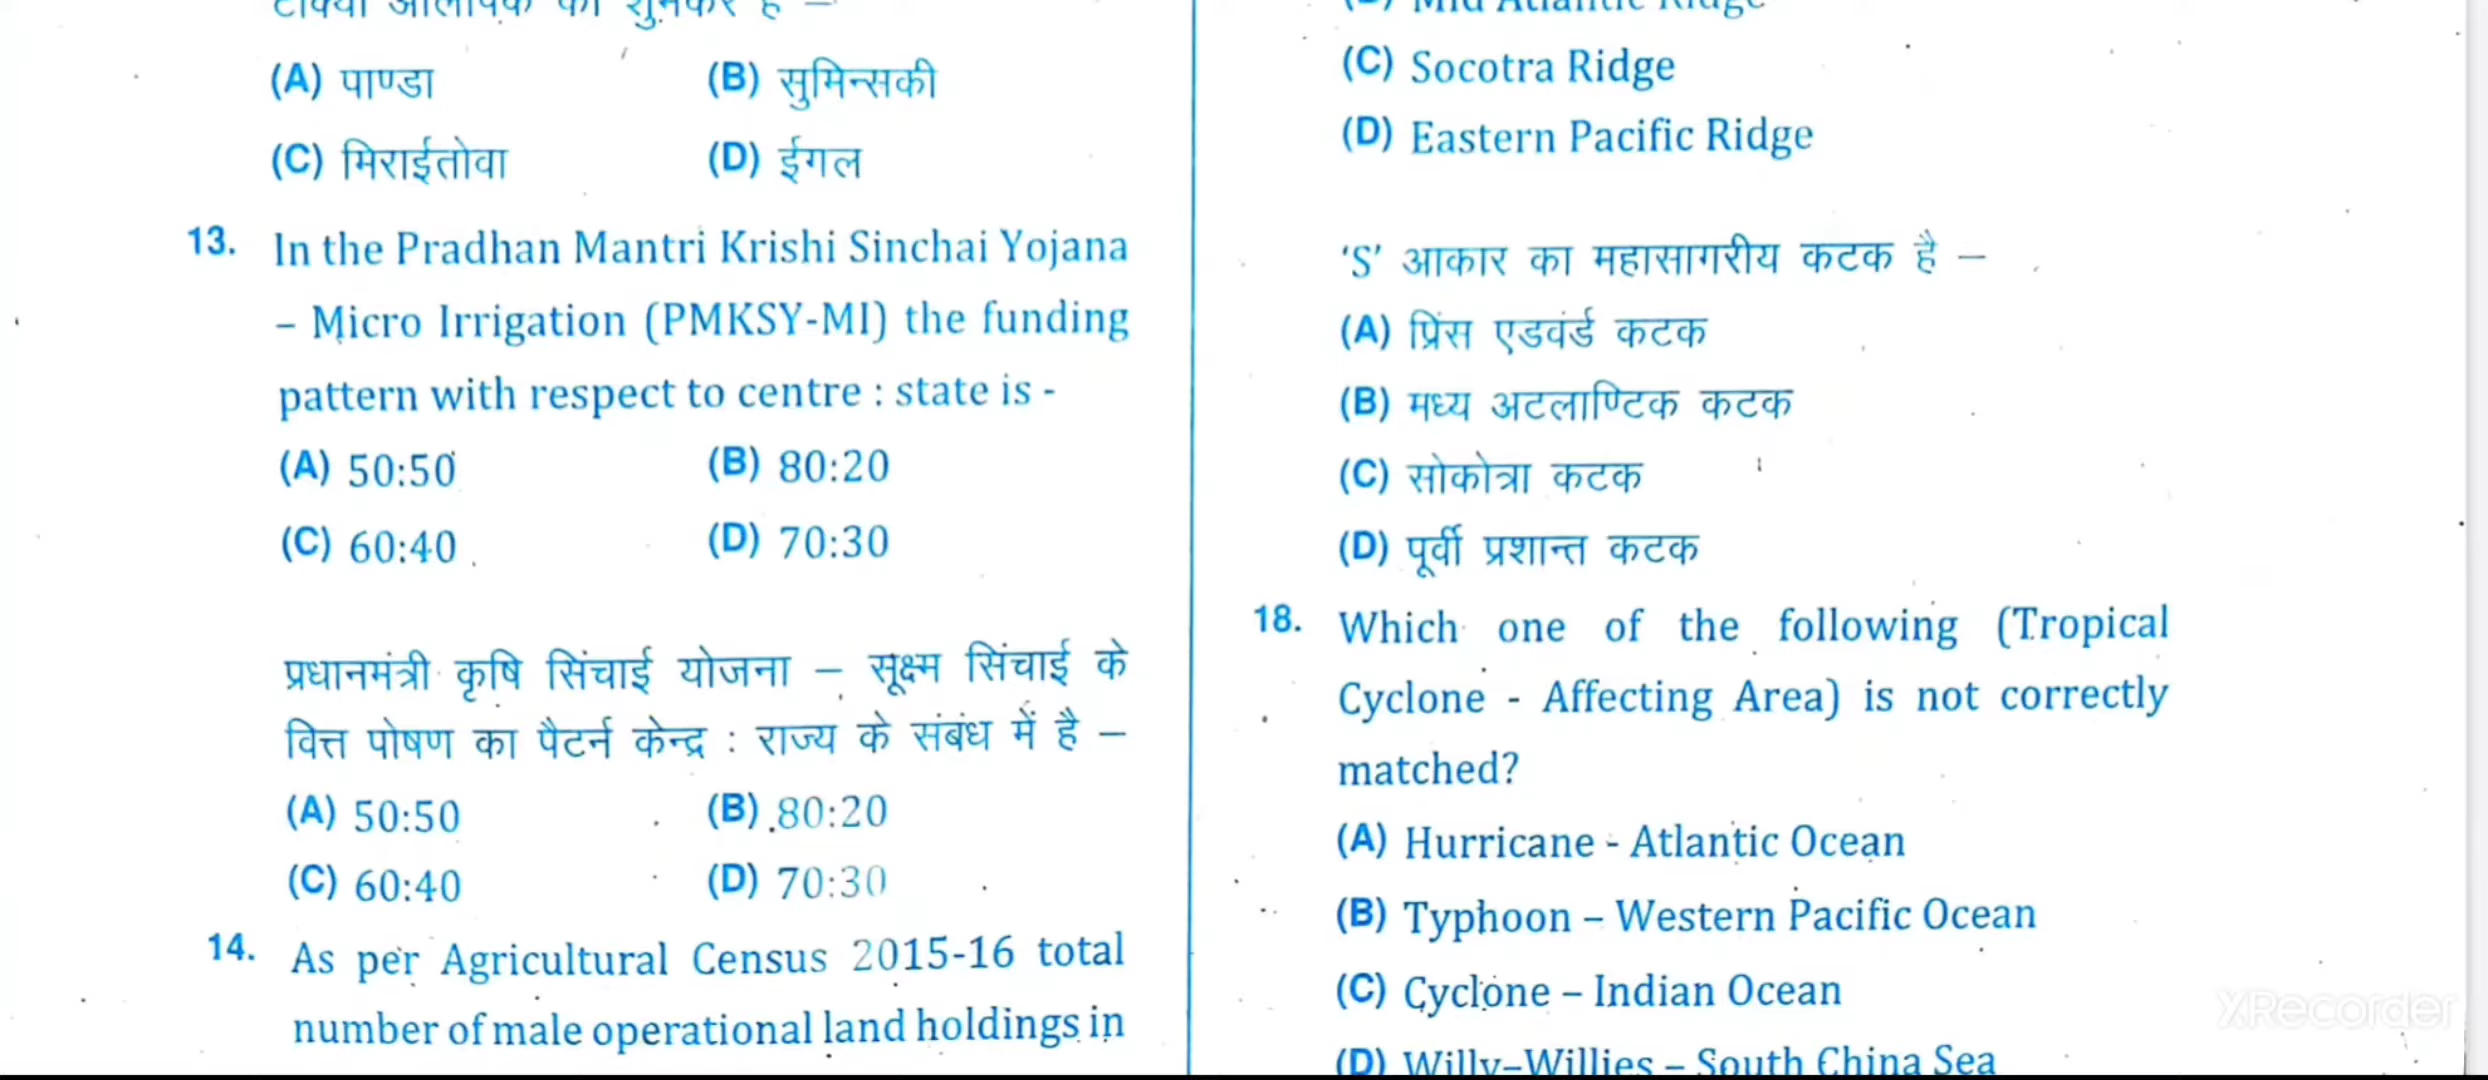 (A) पाण्डा
(B) सुमिन्सकी
(C) मिराईतोवा
(D) ईगल
13. In the Pradhan Mantri Krishi Sinchai Yojana
– Micro Irrigation (PMKSY-MI) the funding
pattern with respect to centre : state is -
(A) 50:50
(B) 80:20
(C) 60:40
(D) 70:30
प्रधानमंत्री कृषि सिंचाई योजना – सूक्ष्म सिंचाई के
वित्त पोषण का पैटर्न केन्द्र : राज्य के संबंध में है –
(A) 50:50
(B) 80:20
(C) 60:40
(D) 70:30
14. As per Agricultural Census 2015-16 total
number of male operational land holdings in
(C) Socotra Ridge
(D) Eastern Pacific Ridge
‘S’ आकार का महासागरीय कटक है –
(A) प्रिंस एडवर्ड कटक
(B) मध्य अटलाण्टिक कटक
(C) सोकोत्रा कटक
(D) पूर्वी प्रशान्त कटक
18. Which one of the following (Tropical
Cyclone - Affecting Area) is not correctly
matched?
(A) Hurricane - Atlantic Ocean
(B) Typhoon – Western Pacific Ocean
(C) Cyclone – Indian Ocean
(D) Willy–Willies – South China Sea
XRecorder